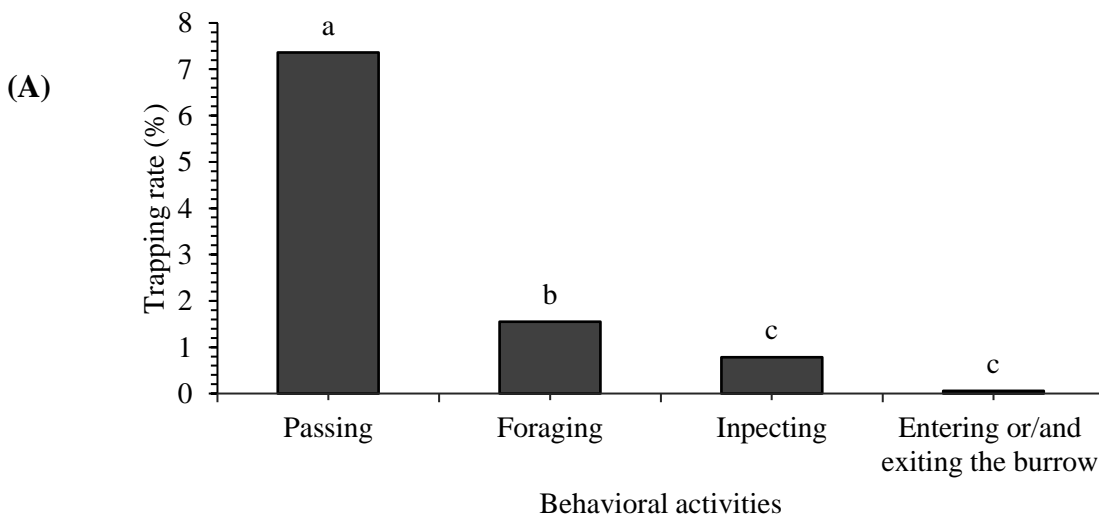 (A)
Trapping rate (%)
8
7
6
5
4
3
2
1
0
a
b
c
c
Passing
Foraging
Inpecting
Entering or/and
exiting the burrow
Behavioral activities